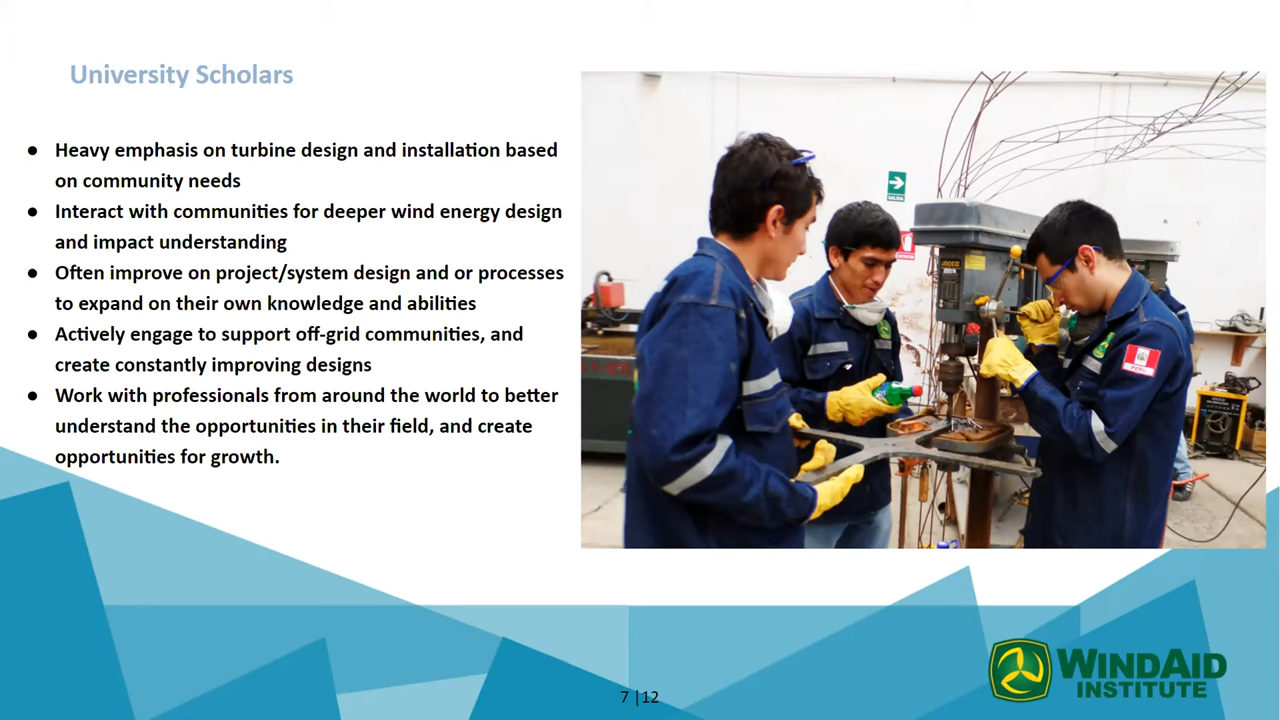 University Scholars
● Heavy emphasis on turbine design and installation based
on community needs
● Interact with communities for deeper wind energy design
and impact understanding
● Often improve on project/system design and or processes
to expand on their own knowledge and abilities
● Actively engage to support off-grid communities, and
create constantly improving designs
● Work with professionals from around the world to better
understand the opportunities in their field, and create
opportunities for growth.
SALIDA
PERU
WINDAID
INSTITUTE
7 |12